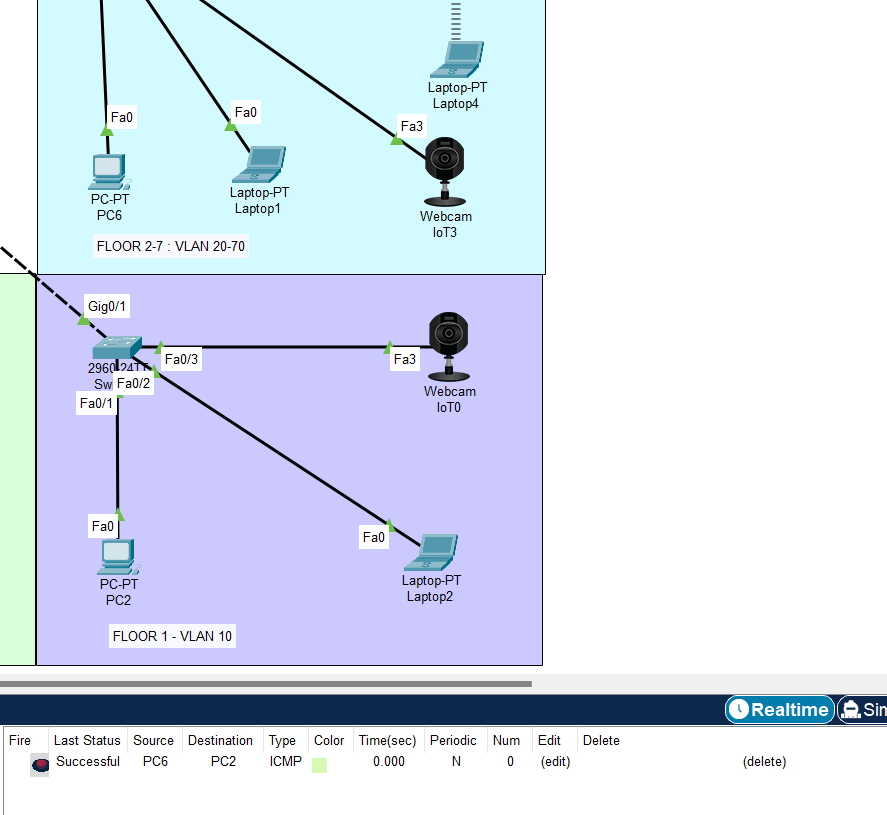 Laptop-PT
Laptop4
Fa0
Fa0
Fa3
PC-PT
PC6
Laptop-PT
Laptop1
Webcam
IoT3
FLOOR 2-7 : VLAN 20-70
Gig0/1
Fa0/3
Fa3
2960-24TT
Sw
Fa0/2
Fa0/1
Webcam
IoT0
Fa0
Fa0
PC-PT
PC2
Laptop-PT
Laptop2
FLOOR 1 - VLAN 10
Realtime
Sim
Fire Last Status Source Destination Type Color Time(sec) Periodic Num Edit Delete
Successful PC6 PC2 ICMP 0.000 N 0 (edit) (delete)